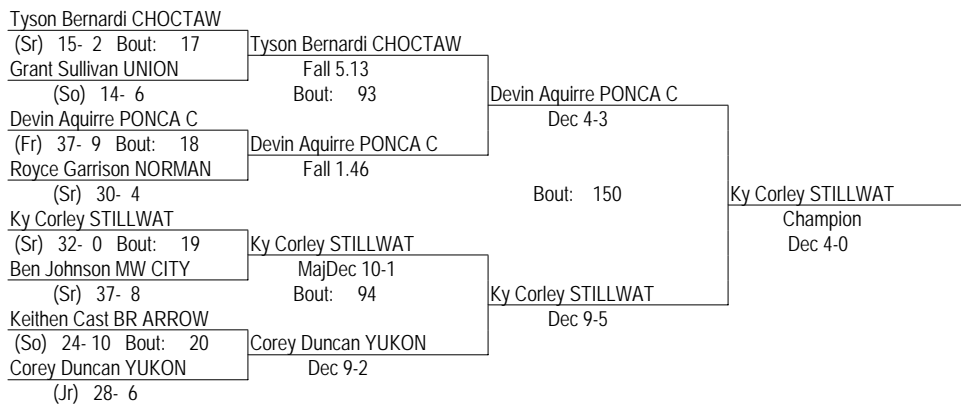 Tyson Bernardi CHOCTAW
(Sr) 15- 2 Bout: 17
Grant Sullivan UNION
(So) 14- 6
Devin Aquirre PONCA C
(Fr) 37- 9 Bout: 18
Royce Garrison NORMAN
(Sr) 30- 4
Ky Corley STILLWAT
(Sr) 32- 0 Bout: 19
Ben Johnson MW CITY
(Sr) 37- 8
Keithen Cast BR ARROW
(So) 24- 10 Bout: 20
Corey Duncan YUKON
(Jr) 28- 6
Tyson Bernardi CHOCTAW
Fall 5.13
Bout: 93
Devin Aquirre PONCA C
Fall 1.46
Ky Corley STILLWAT
MajDec 10-1
Bout: 94
Corey Duncan YUKON
Dec 9-2
Devin Aquirre PONCA C
Dec 4-3
Bout: 150
Ky Corley STILLWAT
Dec 9-5
Ky Corley STILLWAT
Champion
Dec 4-0